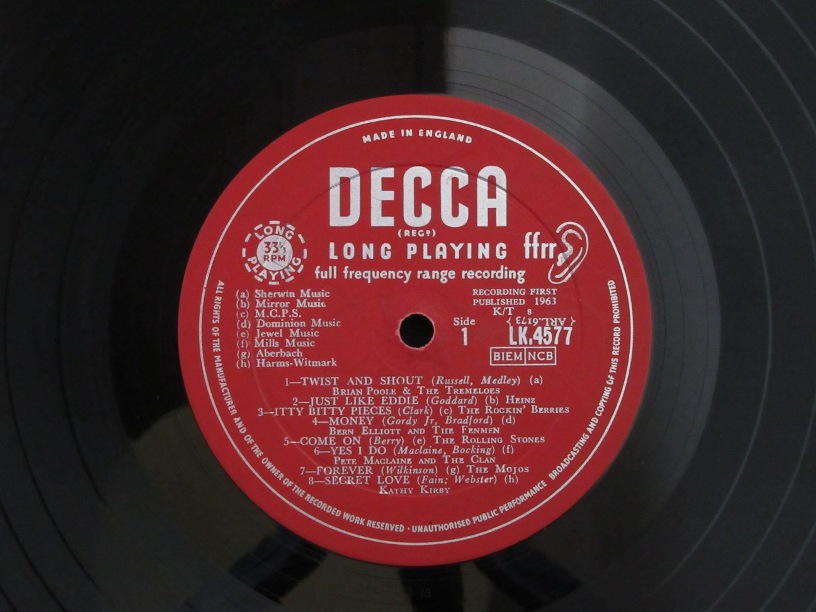 MADE IN ENGLAND
DECCA
(REGD)
LONG PLAYING ffrr
full frequency range recording
LONG PLAYING
33⅓
RPM
(a) Sherwin Music
(b) Mirror Music
(c) M.C.P.S.
(d) Dominion Music
(e) Jewel Music
(f) Mills Music
(g) Aberbach
(h) Harms-Witmark
RECORDING FIRST
PUBLISHED 1963
K/T 8
{ ARL.6173 }
Side
1
LK.4577
BIEM NCB
1—TWIST AND SHOUT (Russell, Medley) (a)
BRIAN POOLE & THE TREMELOES
2—JUST LIKE EDDIE (Goddard) (b) HEINZ
3—ITTY BITTY PIECES (Clark) (c) THE ROCKIN' BERRIES
4—MONEY (Gordy Jr, Bradford) (d)
BERN ELLIOTT AND THE FENMEN
5—COME ON (Berry) (e) THE ROLLING STONES
6—YES I DO (Maclaine, Bocking) (f)
PETE MACLAINE AND THE CLAN
7—FOREVER (Wilkinson) (g) THE MOJOS
8—SECRET LOVE (Fain; Webster) (h)
KATHY KIRBY
ALL RIGHTS OF THE MANUFACTURER AND OF THE OWNER OF THE RECORDED WORK RESERVED · UNAUTHORISED PUBLIC PERFORMANCE BROADCASTING AND COPYING OF THIS RECORD PROHIBITED